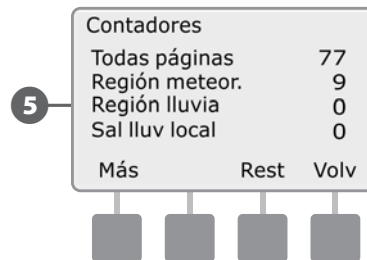 Contadores
Todas páginas 77
Región meteor. 9
5 Región lluvia 0
Sal lluv local 0
Más Rest Volv